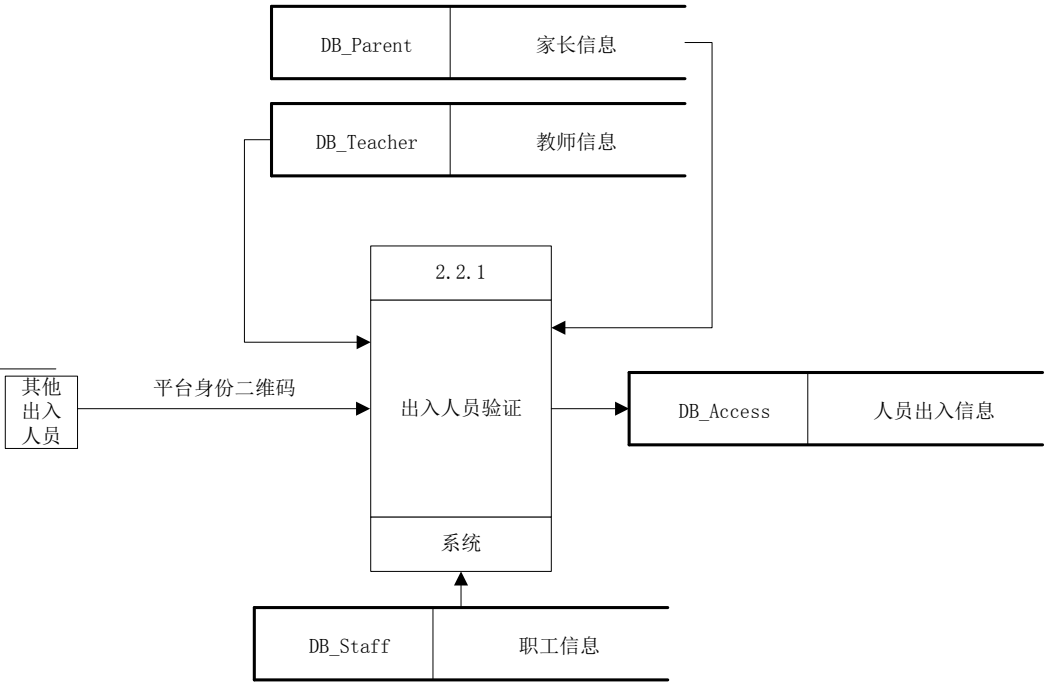 DB_Parent 家长信息
DB_Teacher 教师信息
2.2.1
其他
出入
人员
平台身份二维码
出入人员验证
DB_Access 人员出入信息
系统
DB_Staff 职工信息